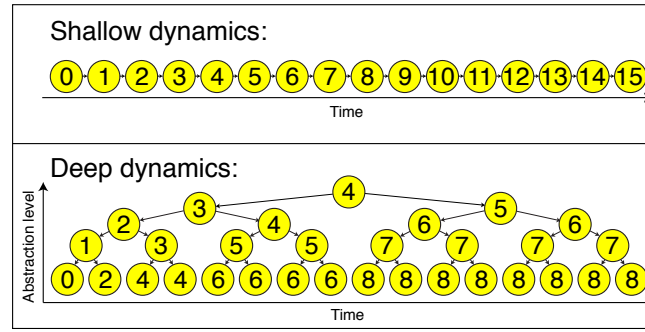 Shallow dynamics:
0 1 2 3 4 5 6 7 8 9 10 11 12 13 14 15
Time
Deep dynamics:
Abstraction level
4
3 5
2 4 6 6
1 3 5 5 7 7 7 7
0 2 4 4 6 6 6 6 8 8 8 8 8 8 8 8
Time